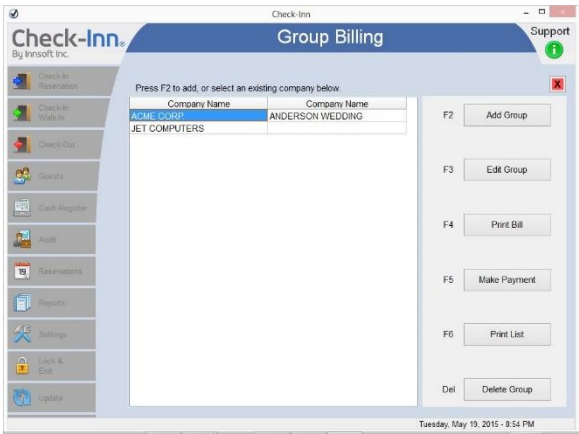 Check-Inn
Check-Inn®
By Innsoft Inc.
Group Billing
Support
Check-In
Reservation
Check-In
Walk-In
Check-Out
Guests
Cash Register
Audit
19
Reservations
Reports
Settings
Lock &
Exit
Update
Press F2 to add, or select an existing company below.
X
Company Name Company Name
ACME CORP. ANDERSON WEDDING
JET COMPUTERS
F2 Add Group
F3 Edit Group
F4 Print Bill
F5 Make Payment
F6 Print List
Del Delete Group
Tuesday, May 19, 2015 - 8:54 PM